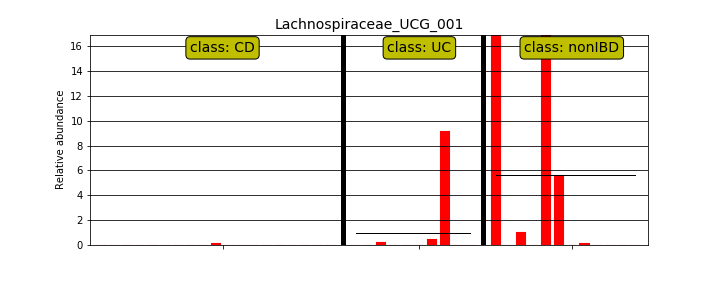 Lachnospiraceae_UCG_001
class: CD
class: UC
class: nonIBD
Relative abundance
16
14
12
10
8
6
4
2
0